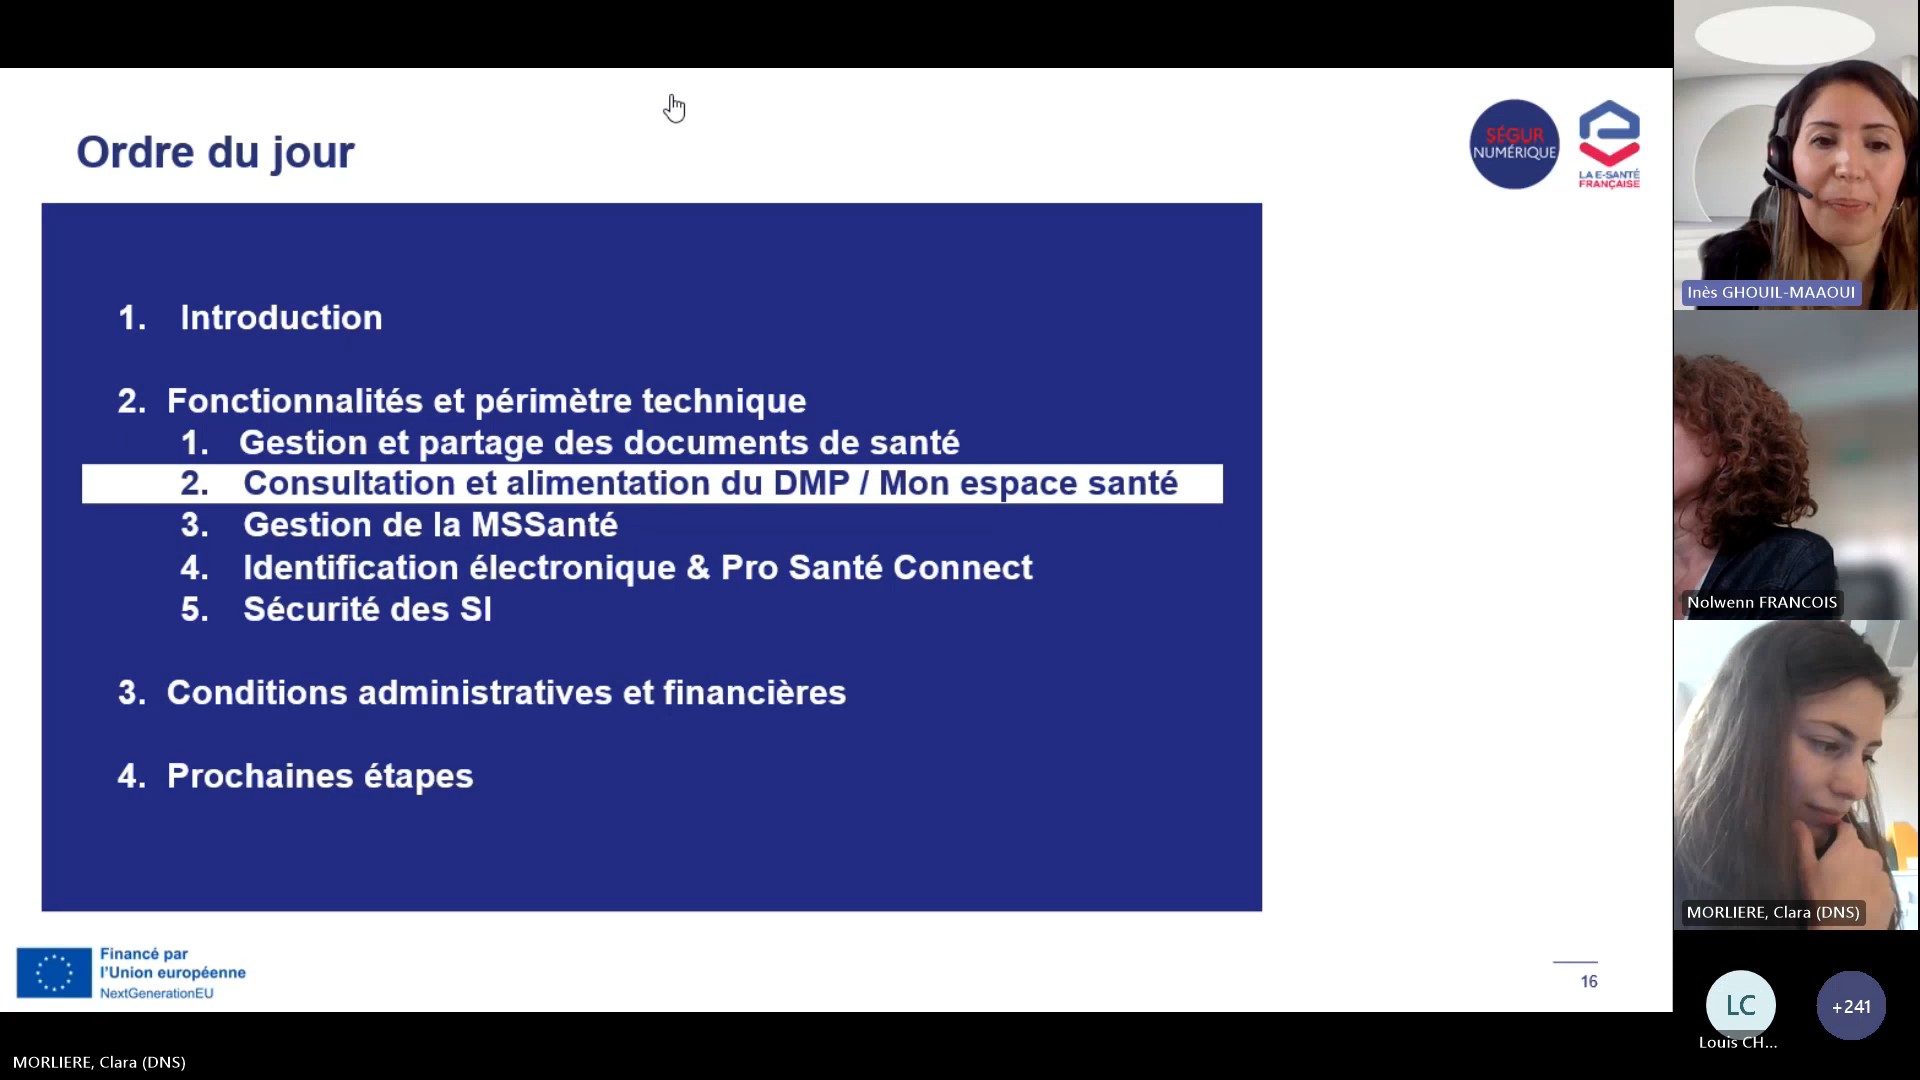 Ordre du jour
SÉGUR
NUMÉRIQUE
LA E-SANTÉ
FRANÇAISE
1. Introduction
2. Fonctionnalités et périmètre technique
1. Gestion et partage des documents de santé
2. Consultation et alimentation du DMP / Mon espace santé
3. Gestion de la MSSanté
4. Identification électronique & Pro Santé Connect
5. Sécurité des SI
3. Conditions administratives et financières
4. Prochaines étapes
Financé par
l'Union européenne
NextGenerationEU
16
Inès GHOUIL-MAAOUI
Nolwenn FRANCOIS
MORLIERE, Clara (DNS)
LC
+241
Louis CH...
MORLIERE, Clara (DNS)